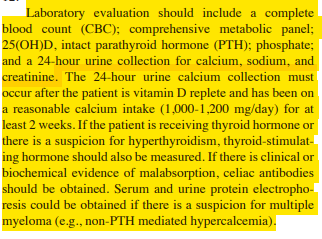 Laboratory evaluation should include a complete
blood count (CBC); comprehensive metabolic panel;
25(OH)D, intact parathyroid hormone (PTH); phosphate;
and a 24-hour urine collection for calcium, sodium, and
creatinine. The 24-hour urine calcium collection must
occur after the patient is vitamin D replete and has been on
a reasonable calcium intake (1,000-1,200 mg/day) for at
least 2 weeks. If the patient is receiving thyroid hormone or
there is a suspicion for hyperthyroidism, thyroid-stimulat-
ing hormone should also be measured. If there is clinical or
biochemical evidence of malabsorption, celiac antibodies
should be obtained. Serum and urine protein electropho-
resis could be obtained if there is a suspicion for multiple
myeloma (e.g., non-PTH mediated hypercalcemia).